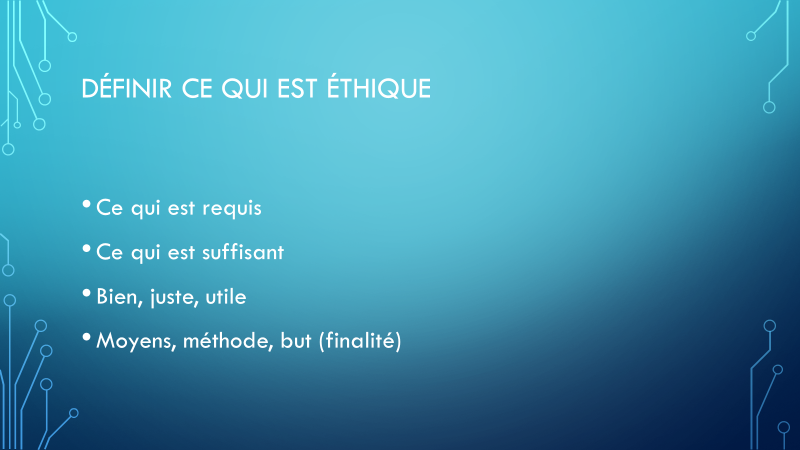 DÉFINIR CE QUI EST ÉTHIQUE
• Ce qui est requis
• Ce qui est suffisant
• Bien, juste, utile
• Moyens, méthode, but (finalité)